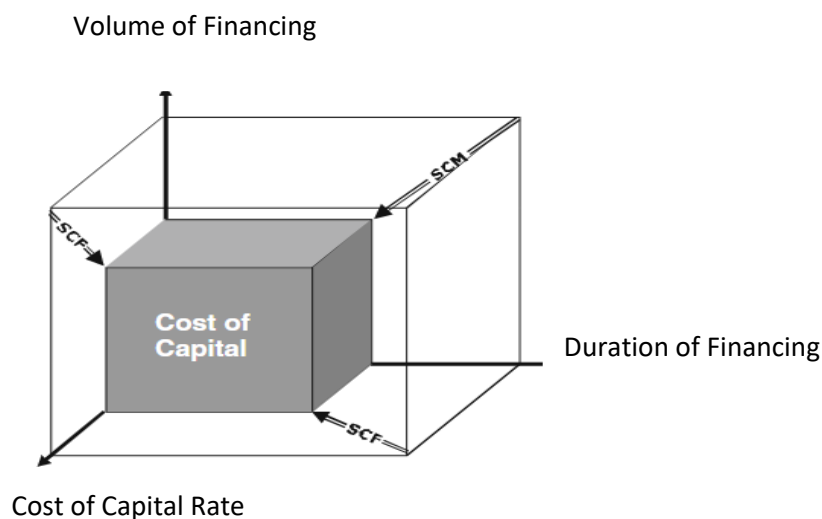 Volume of Financing
SCM
SCF
Cost of
Capital
Duration of Financing
SCF
Cost of Capital Rate